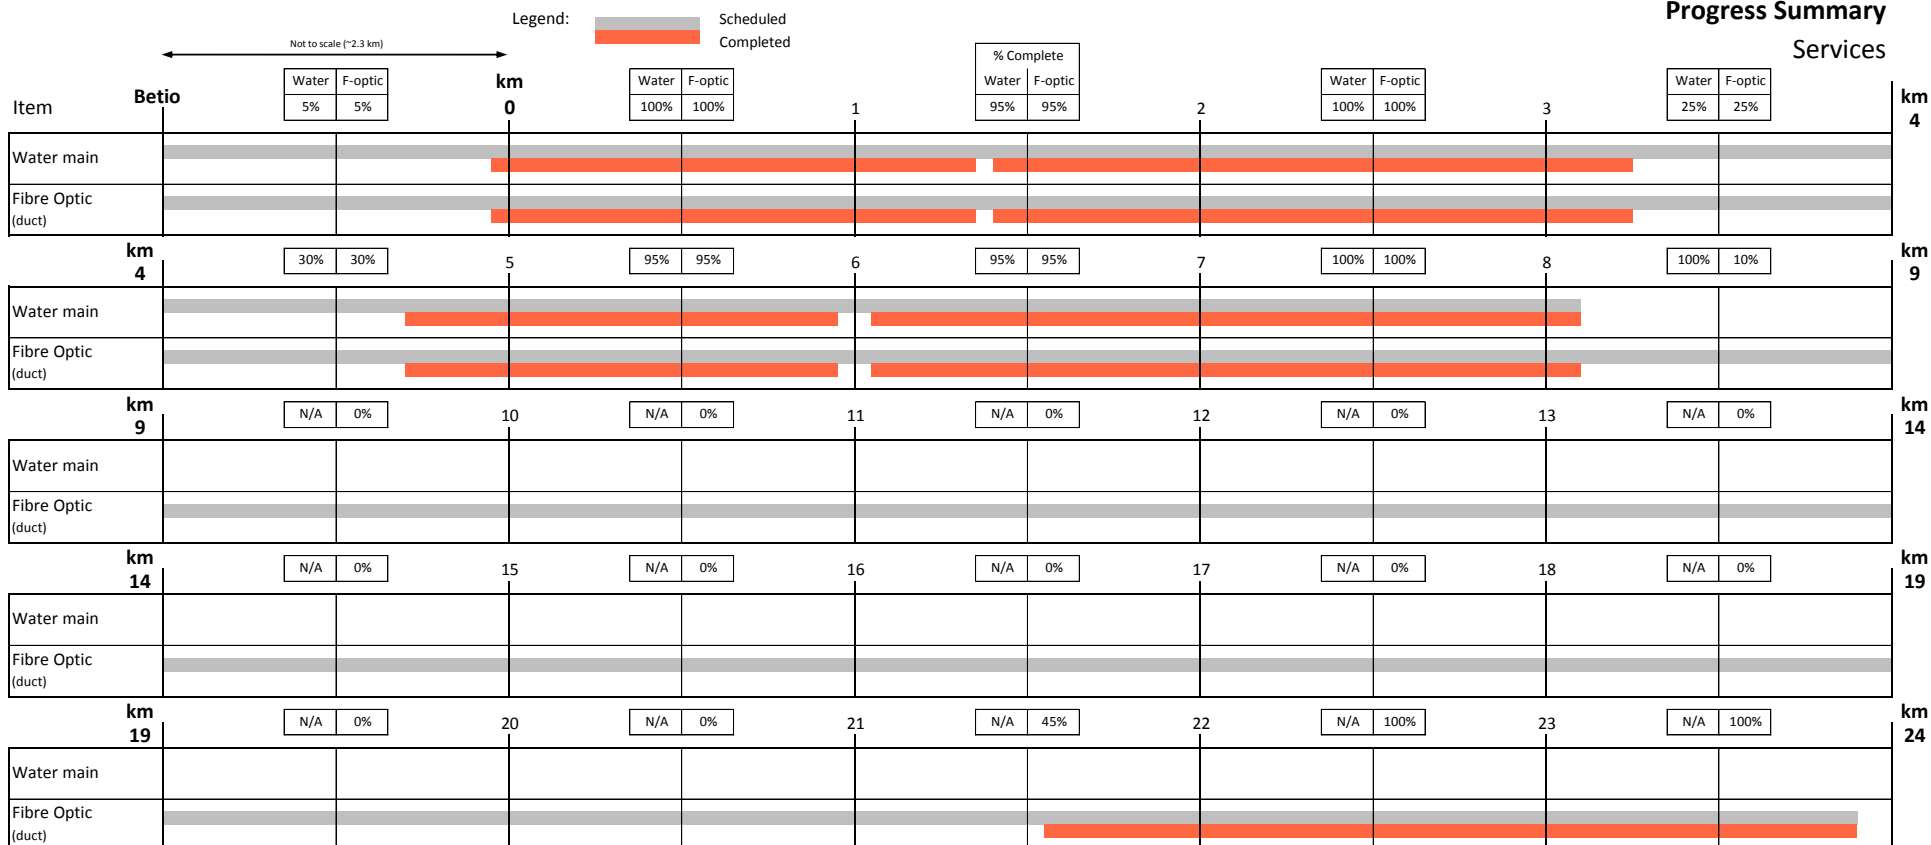 Progress Summary
Services
Legend:
Scheduled
Completed
Not to scale (~2.3 km)
% Complete
Water F-optic km Water F-optic Water F-optic Water F-optic Water F-optic km
Item Betio 5% 5% 0 100% 100% 1 95% 95% 2 100% 100% 3 25% 25% 4
Water main
Fibre Optic
(duct)
km km
4 30% 30% 5 95% 95% 6 95% 95% 7 100% 100% 8 100% 10% 9
Water main
Fibre Optic
(duct)
km km
9 N/A 0% 10 N/A 0% 11 N/A 0% 12 N/A 0% 13 N/A 0% 14
Water main
Fibre Optic
(duct)
km km
14 N/A 0% 15 N/A 0% 16 N/A 0% 17 N/A 0% 18 N/A 0% 19
Water main
Fibre Optic
(duct)
km km
19 N/A 0% 20 N/A 0% 21 N/A 45% 22 N/A 100% 23 N/A 100% 24
Water main
Fibre Optic
(duct)